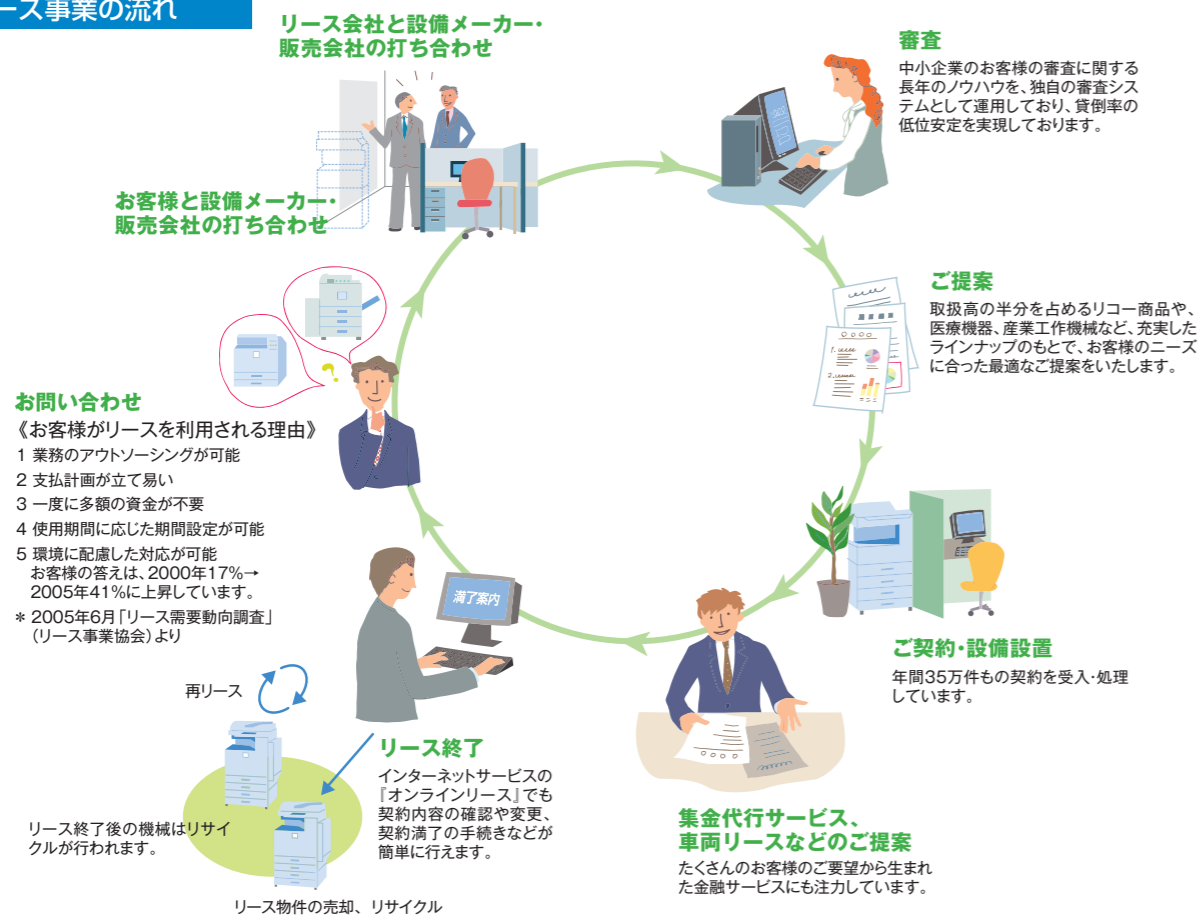 ース事業の流れ
リース会社と設備メーカー・
販売会社の打ち合わせ
お客様と設備メーカー・
販売会社の打ち合わせ
審査
中小企業のお客様の審査に関する
長年のノウハウを、独自の審査シス
テムとして運用しており、貸倒率の
低位安定を実現しております。
ご提案
取扱高の半分を占めるリコー商品や、
医療機器、産業工作機械など、充実した
ラインナップのもとで、お客様のニーズ
に合った最適なご提案をいたします。
ご契約・設備設置
年間35万件もの契約を受入・処理
しています。
集金代行サービス、
車両リースなどのご提案
たくさんのお客様のご要望から生まれ
た金融サービスにも注力しています。
満了案内
リース終了
インターネットサービスの
『オンラインリース』でも
契約内容の確認や変更、
契約満了の手続きなどが
簡単に行えます。
再リース
リース終了後の機械はリサイ
クルが行われます。
リース物件の売却、リサイクル
お問い合わせ
《お客様がリースを利用される理由》
1 業務のアウトソーシングが可能
2 支払計画が立て易い
3 一度に多額の資金が不要
4 使用期間に応じた期間設定が可能
5 環境に配慮した対応が可能
お客様の答えは、2000年17%→
2005年41%に上昇しています。
* 2005年6月「リース需要動向調査」
(リース事業協会)より